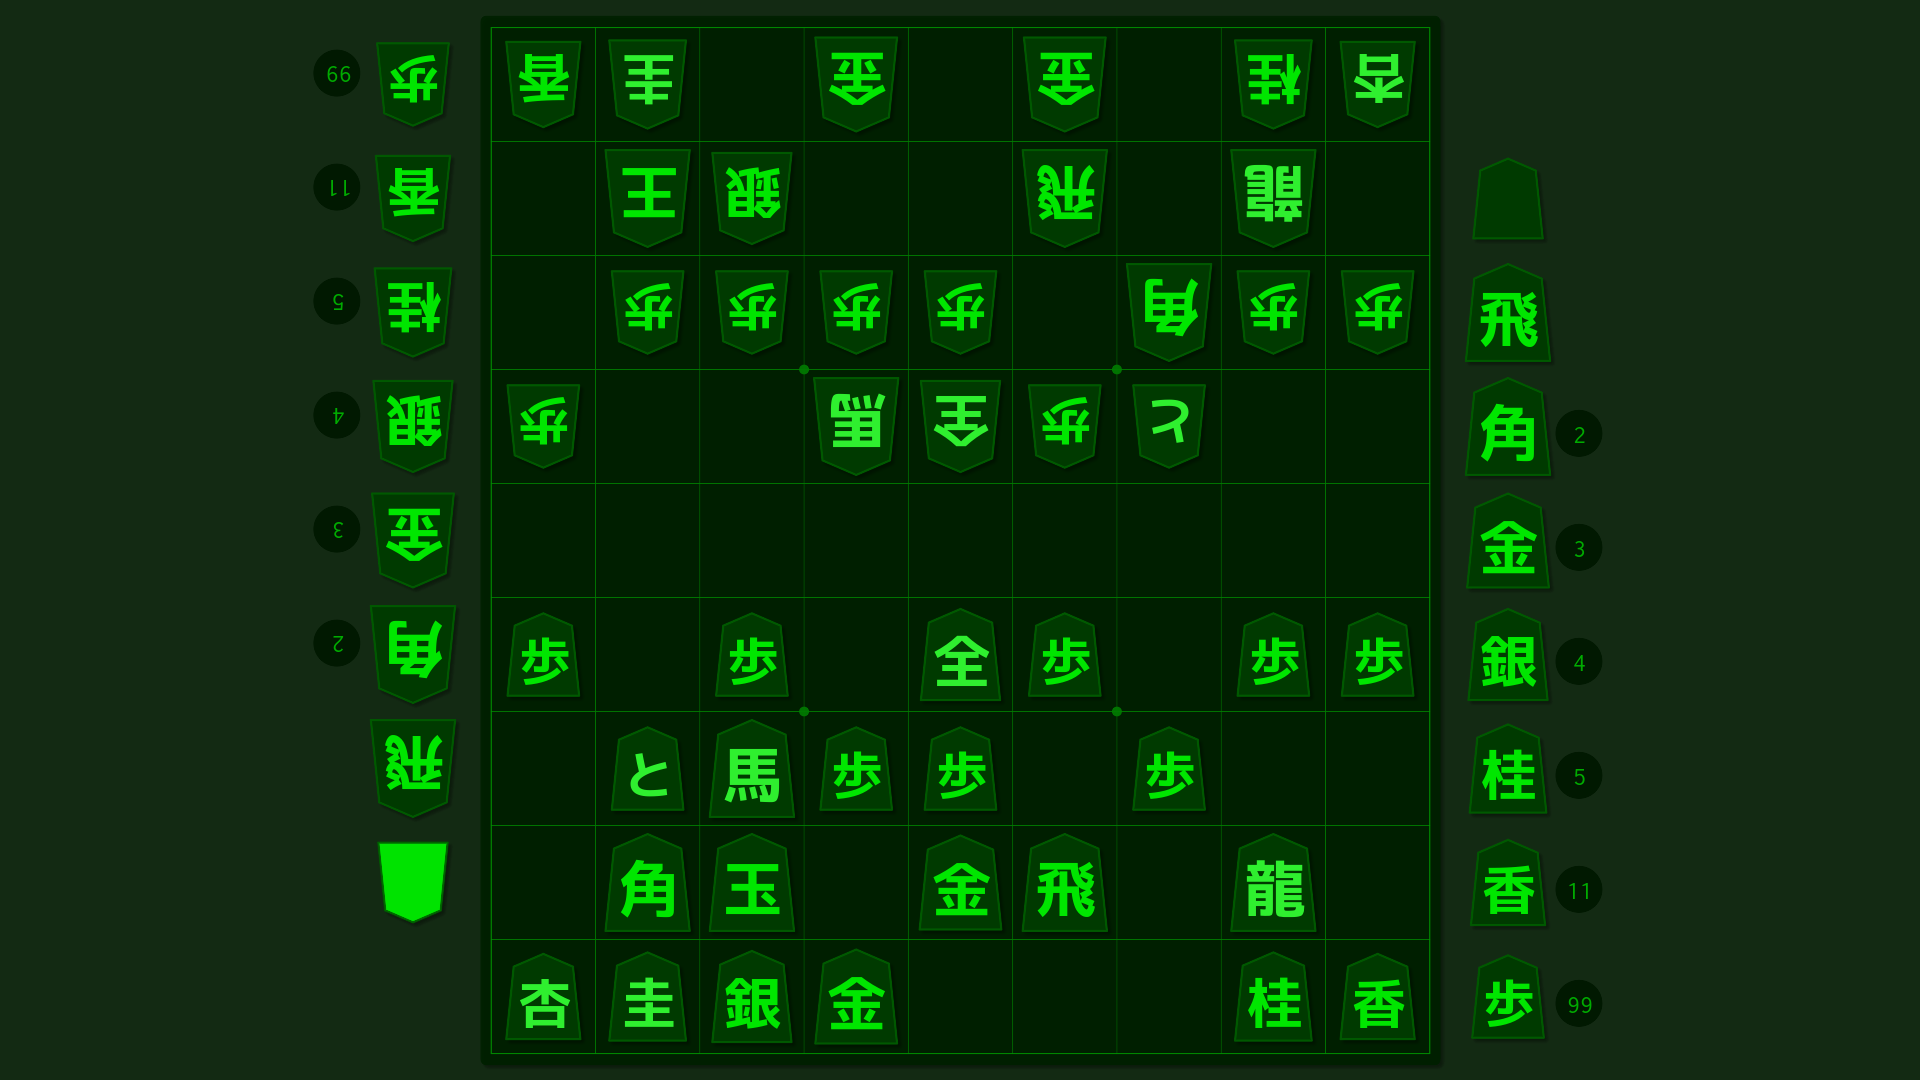 歩 99
香 11
桂 5
銀 4
金 3
角 2
飛
香 圭 金 金 桂 杏
王 銀 飛 龍
歩 歩 歩 歩 角 歩 歩
歩 馬 全 歩 と
歩 歩 全 歩 歩 歩
と 馬 歩 歩 歩
角 玉 金 飛 龍
杏 圭 銀 金 桂 香
飛
角 2
金 3
銀 4
桂 5
香 11
歩 99